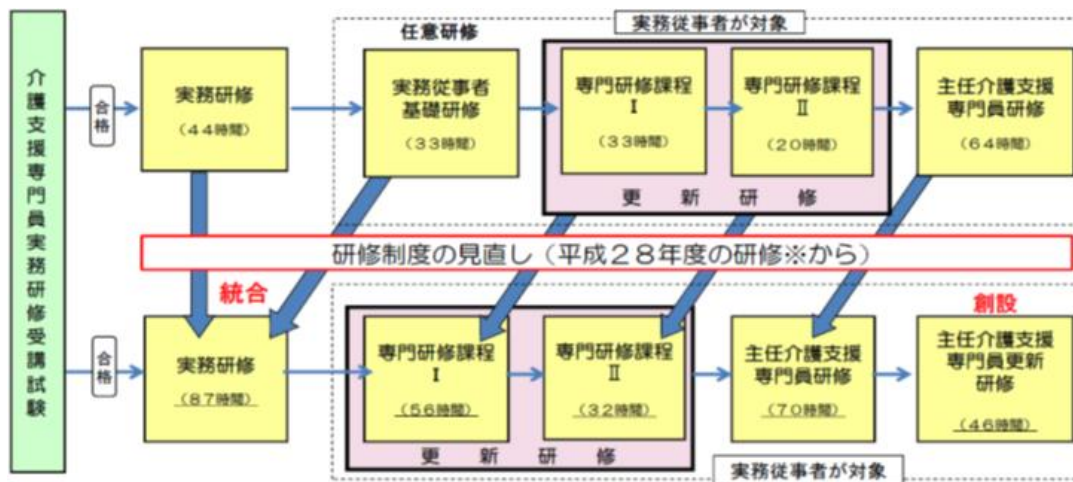 介護支援専門員実務研修受講試験
実務従事者が対象
任意研修
合格
実務研修
(44時間)
実務従事者
基礎研修
(33時間)
専門研修課程
Ⅰ
(33時間)
専門研修課程
Ⅱ
(20時間)
主任介護支援
専門員研修
(64時間)
更新研修
研修制度の見直し(平成28年度の研修※から)
統合
創設
合格
実務研修
(87時間)
専門研修課程
Ⅰ
(56時間)
専門研修課程
Ⅱ
(32時間)
主任介護支援
専門員研修
(70時間)
主任介護支援
専門員更新
研修
(46時間)
更新研修
実務従事者が対象